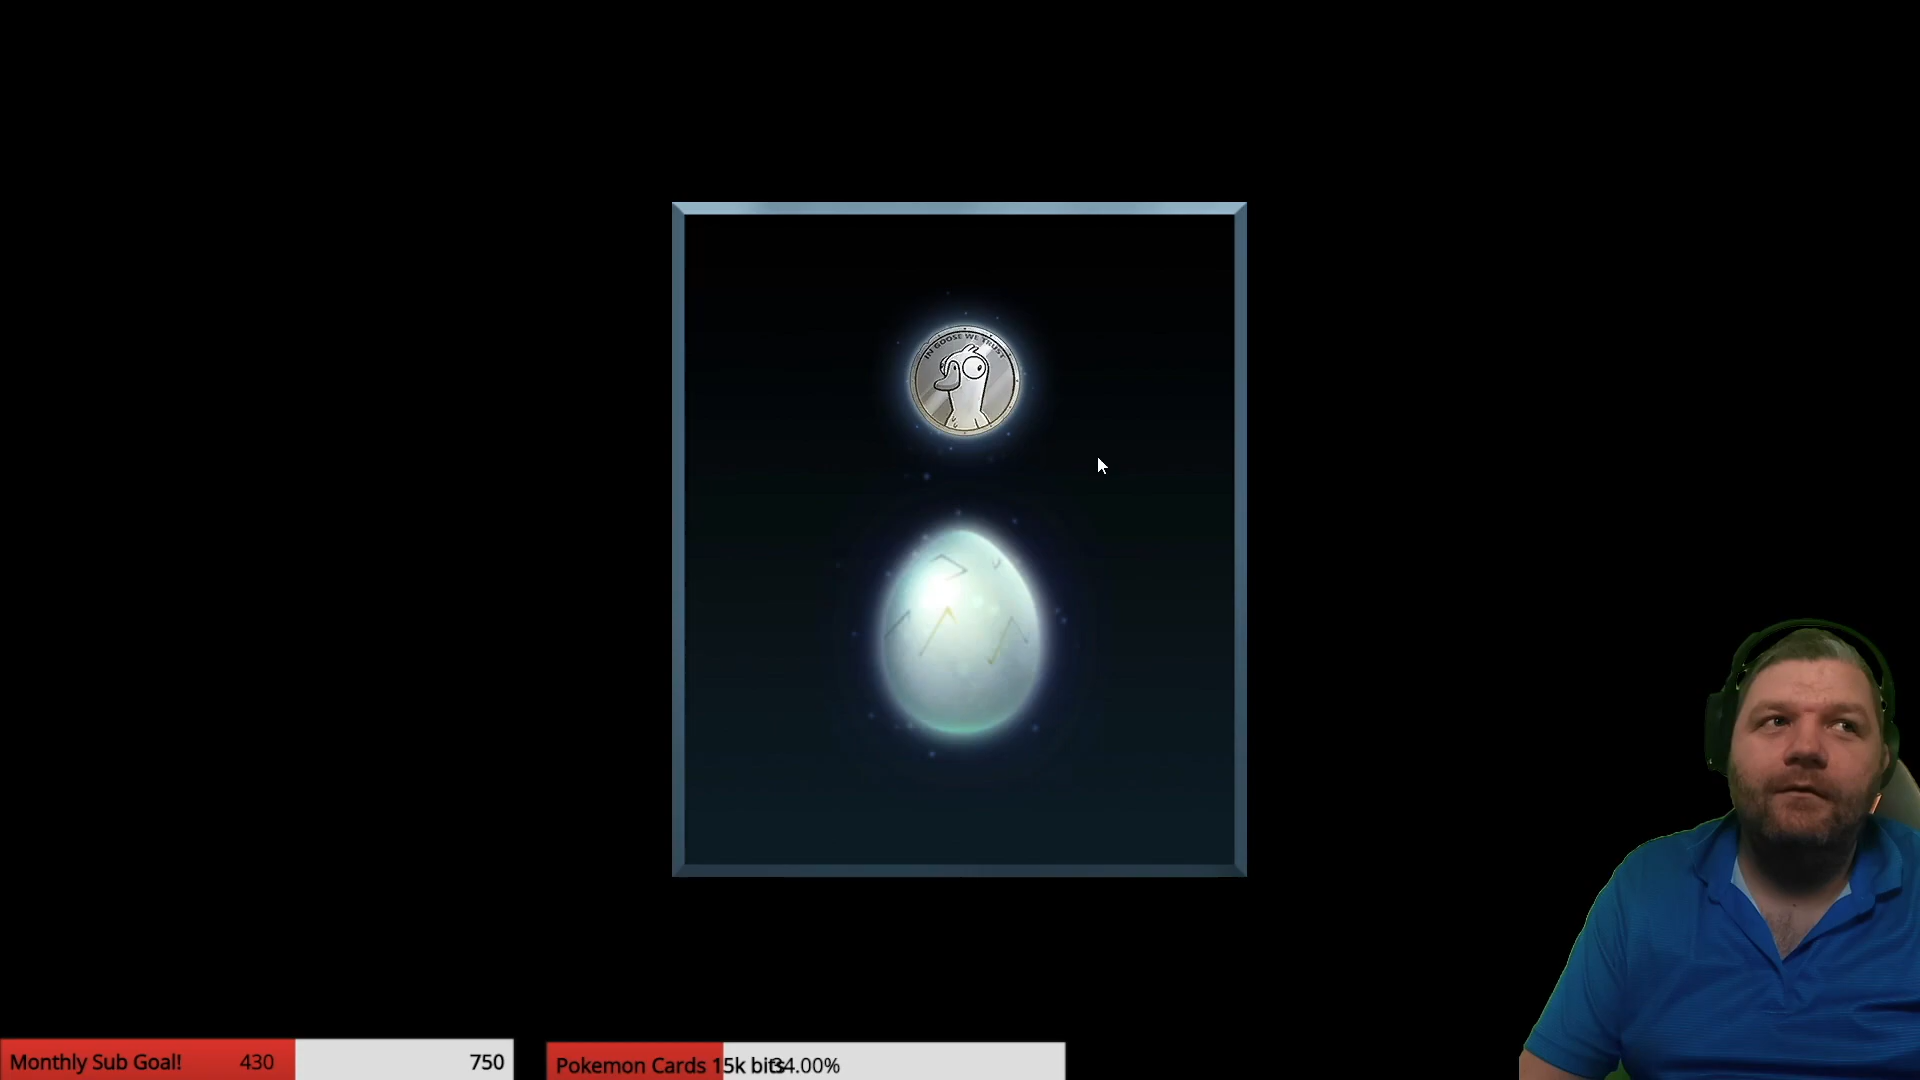 IN GOOSE WE TRUST
Monthly Sub Goal! 430 750
Pokemon Cards 15k bits 34.00%